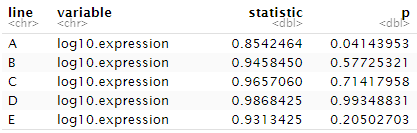 line variable statistic p
<chr> <chr> <dbl> <dbl>
A log10.expression 0.8542464 0.04143953
B log10.expression 0.9458450 0.57725321
C log10.expression 0.9657060 0.71417958
D log10.expression 0.9868425 0.99348831
E log10.expression 0.9313425 0.20502703